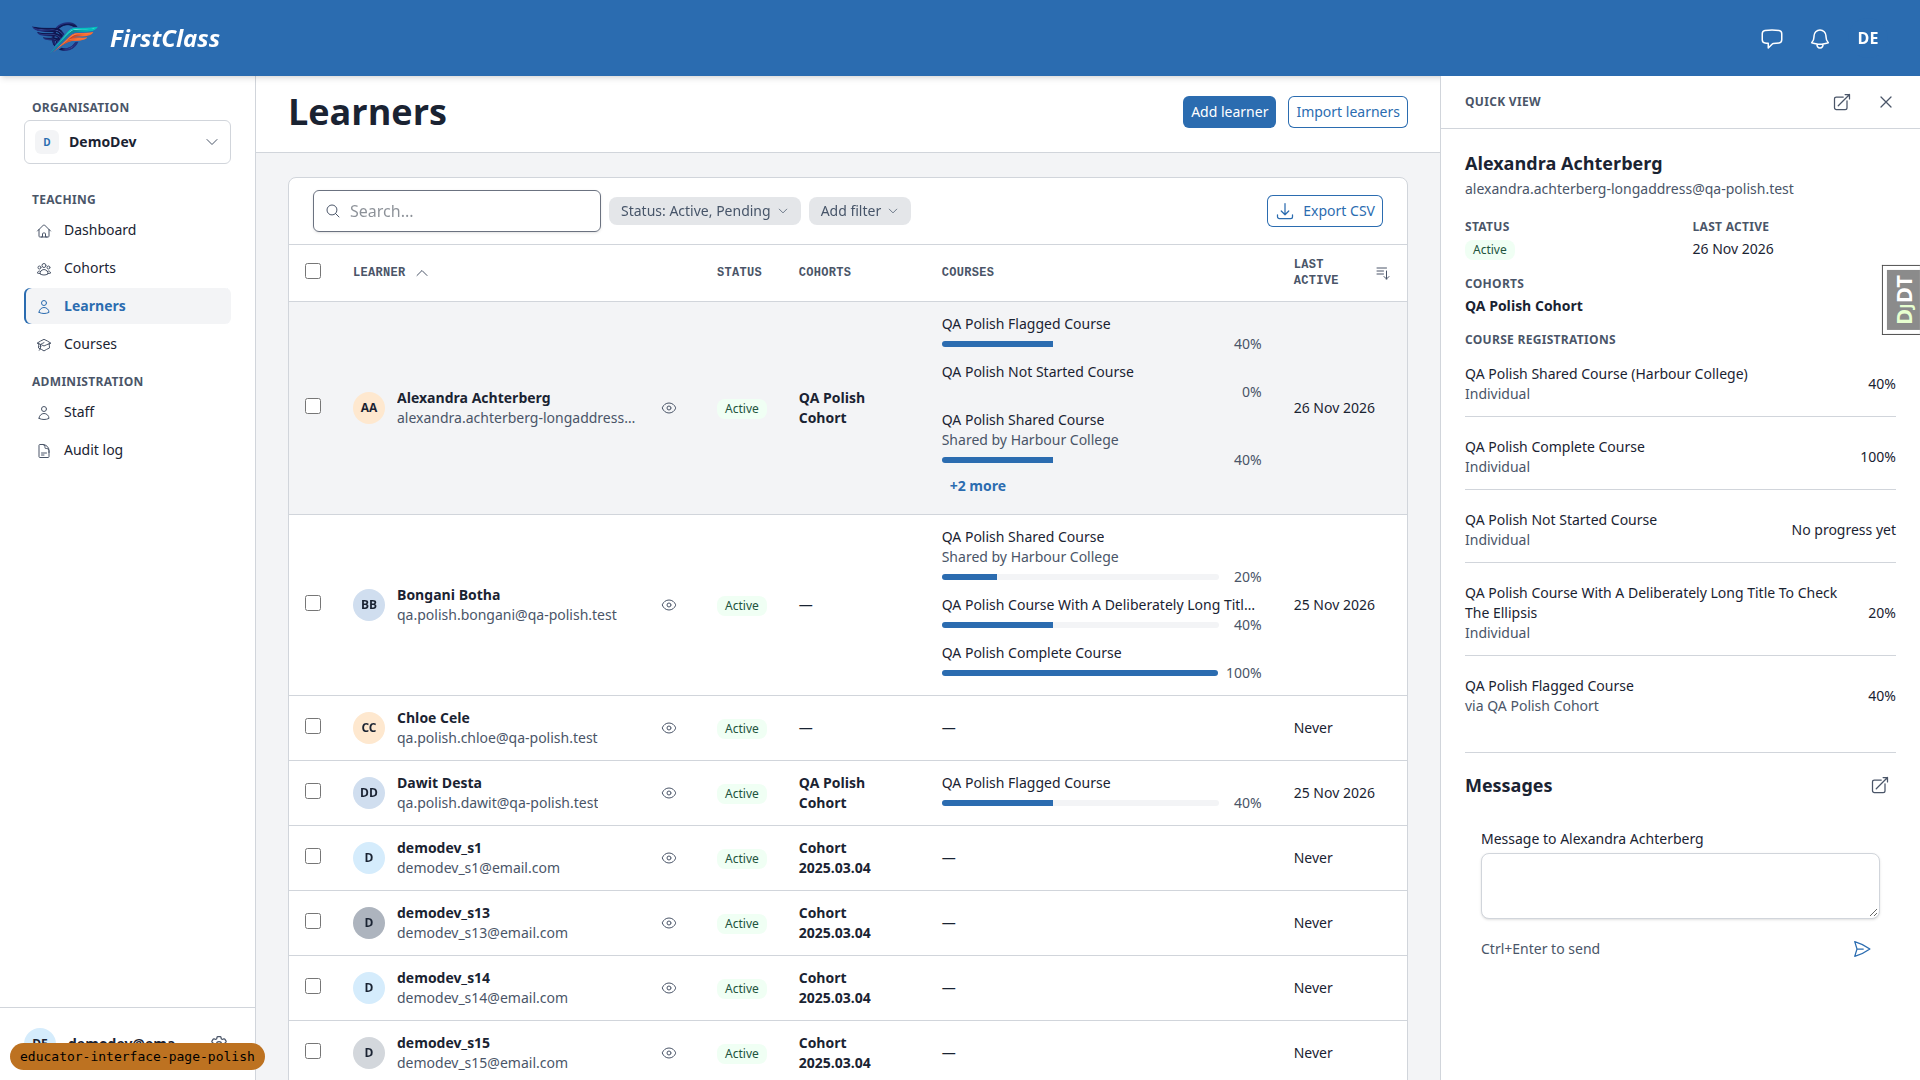 FirstClass
DE
ORGANISATION
D DemoDev
TEACHING
Dashboard
Cohorts
Learners
Courses
ADMINISTRATION
Staff
Audit log
educator-interface-page-polish
Learners
Add learner
Import learners
Search...
Status: Active, Pending
Add filter
Export CSV
LEARNER STATUS COHORTS COURSES LAST ACTIVE
AA
Alexandra Achterberg
alexandra.achterberg-longaddress...
Active
QA Polish
Cohort
QA Polish Flagged Course
40%
QA Polish Not Started Course
0%
QA Polish Shared Course
Shared by Harbour College
40%
+2 more
26 Nov 2026
BB
Bongani Botha
qa.polish.bongani@qa-polish.test
Active
—
QA Polish Shared Course
Shared by Harbour College
20%
QA Polish Course With A Deliberately Long Titl...
40%
QA Polish Complete Course
100%
25 Nov 2026
CC
Chloe Cele
qa.polish.chloe@qa-polish.test
Active
—
—
Never
DD
Dawit Desta
qa.polish.dawit@qa-polish.test
Active
QA Polish
Cohort
QA Polish Flagged Course
40%
25 Nov 2026
D
demodev_s1
demodev_s1@email.com
Active
Cohort
2025.03.04
—
Never
D
demodev_s13
demodev_s13@email.com
Active
Cohort
2025.03.04
—
Never
D
demodev_s14
demodev_s14@email.com
Active
Cohort
2025.03.04
—
Never
D
demodev_s15
demodev_s15@email.com
Active
Cohort
2025.03.04
—
Never
QUICK VIEW
Alexandra Achterberg
alexandra.achterberg-longaddress@qa-polish.test
STATUS
Active
LAST ACTIVE
26 Nov 2026
COHORTS
QA Polish Cohort
COURSE REGISTRATIONS
QA Polish Shared Course (Harbour College)
Individual
40%
QA Polish Complete Course
Individual
100%
QA Polish Not Started Course
Individual
No progress yet
QA Polish Course With A Deliberately Long Title To Check
The Ellipsis
Individual
20%
QA Polish Flagged Course
via QA Polish Cohort
40%
Messages
Message to Alexandra Achterberg
Ctrl+Enter to send
DjDT